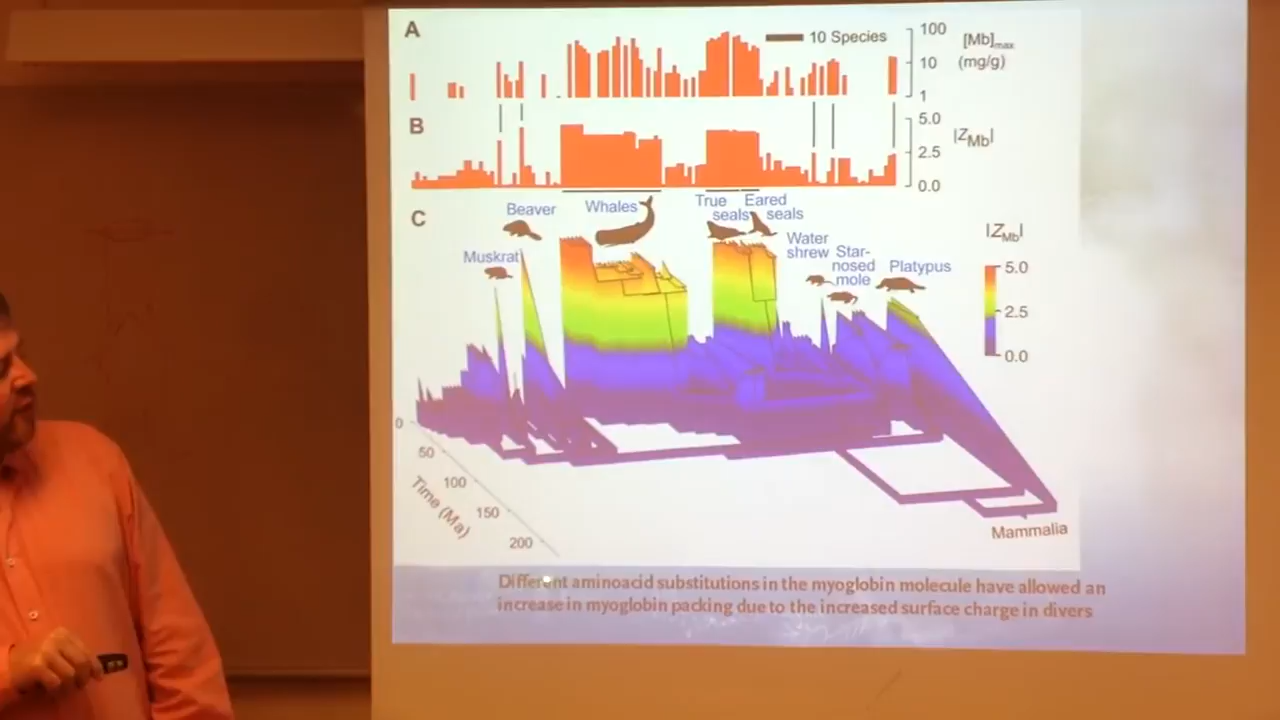 A
10 Species
100
10
1
[Mb]max
(mg/g)
B
5.0
2.5
0.0
|ZMb|
C
Beaver
Whales
True
seals
Eared
seals
Muskrat
Water
shrew
Star-
nosed
mole
Platypus
|ZMb|
5.0
2.5
0.0
0
50
100
150
200
Time (Ma)
Mammalia
Different aminoacid substitutions in the myoglobin molecule have allowed an
increase in myoglobin packing due to the increased surface charge in divers